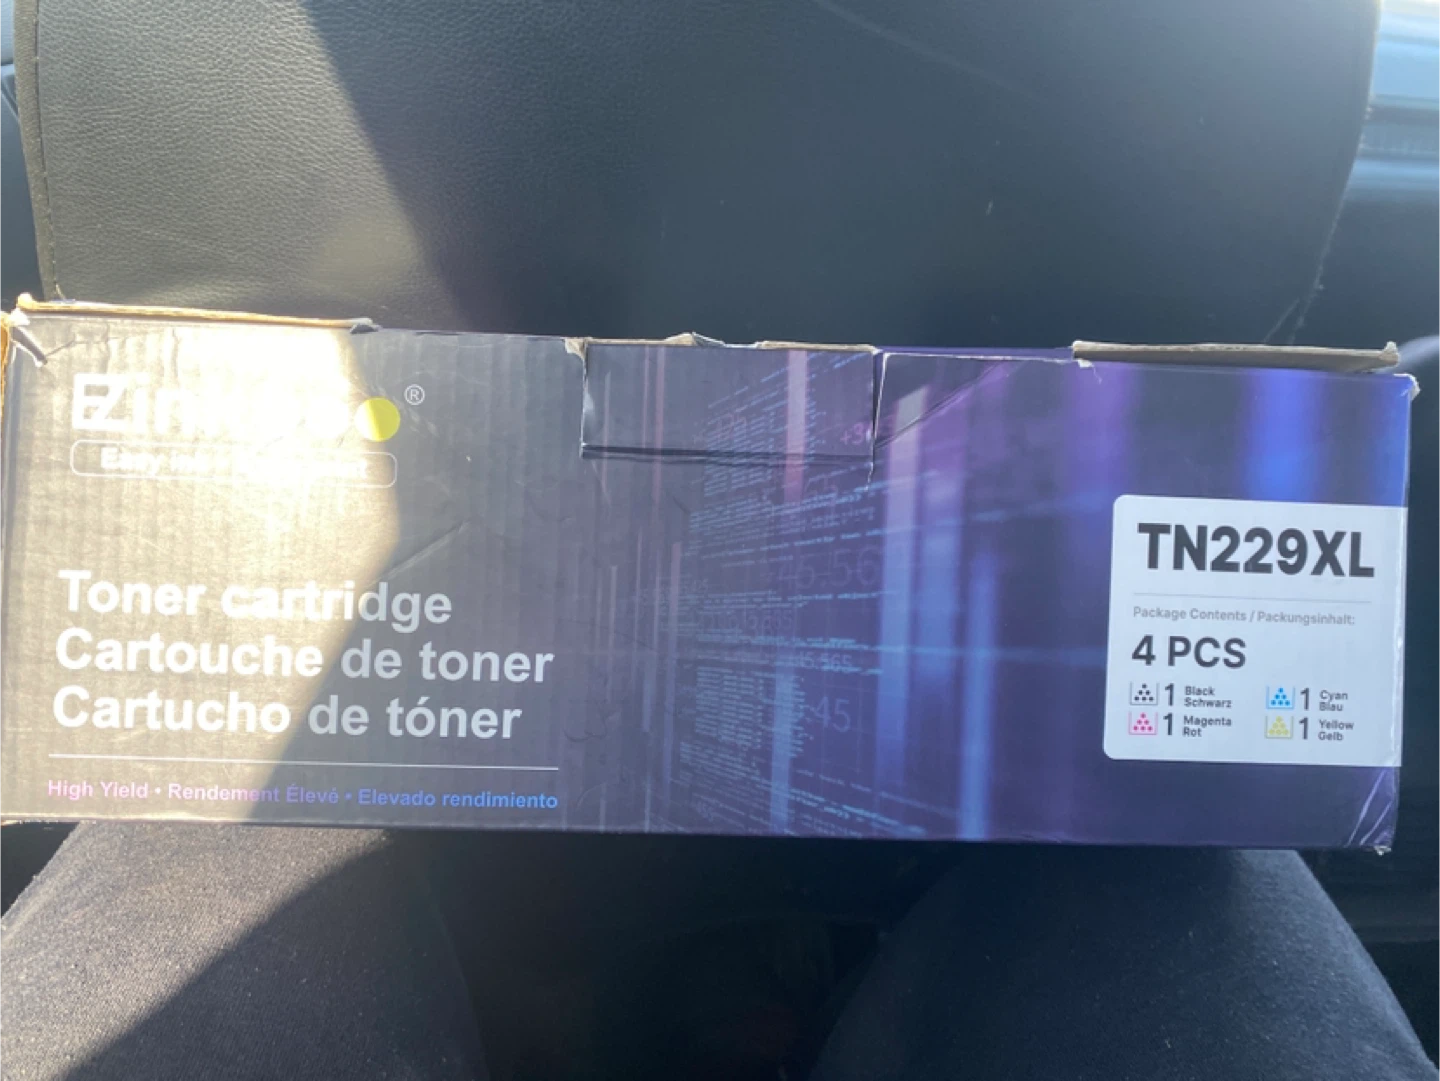 ®
Toner cartridge
Cartouche de toner
Cartucho de tóner
High Yield • Rendement Élevé • Elevado rendimiento
TN229XL
Package Contents / Packungsinhalt:
4 PCS
1 Black Schwarz
1 Cyan Blau
1 Magenta Rot
1 Yellow Gelb